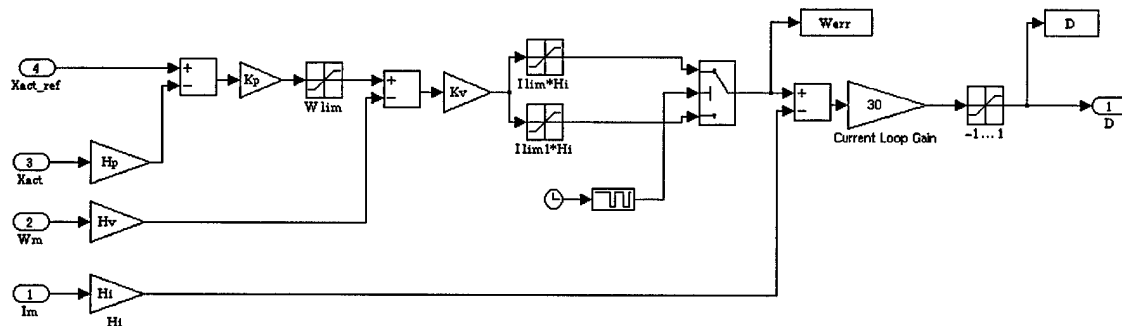 4
Xact_ref
+
−
Kp
Wlim
+
−
Kv
Ilim*Hi
Ilim1*Hi
Werr
+
−
30
Current Loop Gain
-1...1
D
1
D
3
Xact
Hp
2
Wm
Hv
1
Im
Hi
Hi